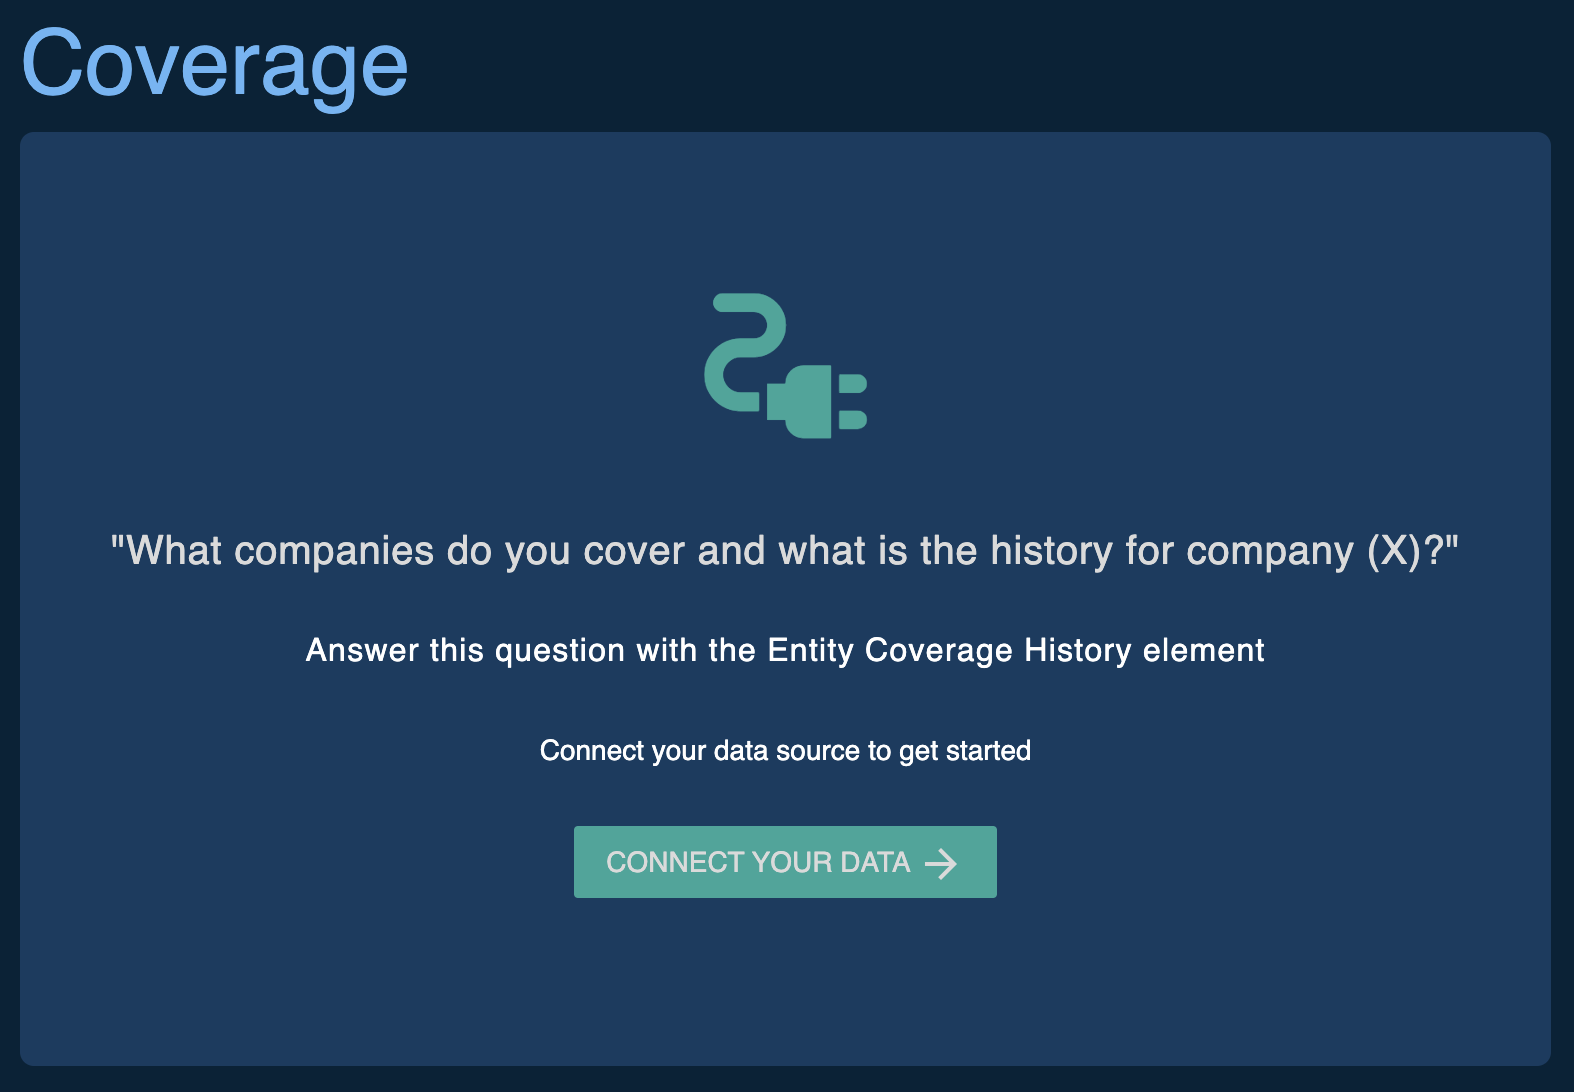 Coverage
"What companies do you cover and what is the history for company (X)?"
Answer this question with the Entity Coverage History element
Connect your data source to get started
CONNECT YOUR DATA